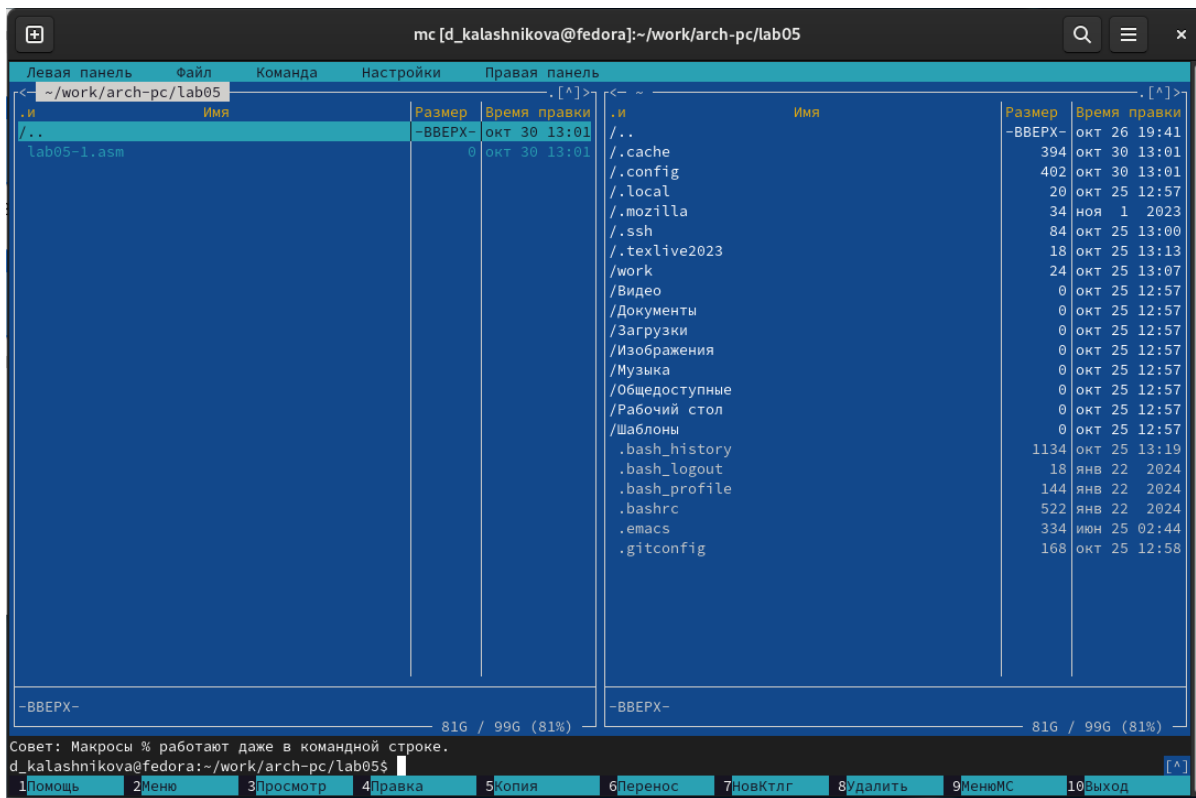 mc [d_kalashnikova@fedora]:~/work/arch-pc/lab05
Левая панель Файл Команда Настройки Правая панель
<— ~/work/arch-pc/lab05 .[^]>
.и Имя Размер Время правки
/.. -ВВЕРХ- окт 30 13:01
lab05-1.asm 0 окт 30 13:01
-ВВЕРХ-
81G / 99G (81%)
<— ~ .[^]>
.и Имя Размер Время правки
/.. -ВВЕРХ- окт 26 19:41
/.cache 394 окт 30 13:01
/.config 402 окт 30 13:01
/.local 20 окт 25 12:57
/.mozilla 34 ноя 1 2023
/.ssh 84 окт 25 13:00
/.texlive2023 18 окт 25 13:13
/work 24 окт 25 13:07
/Видео 0 окт 25 12:57
/Документы 0 окт 25 12:57
/Загрузки 0 окт 25 12:57
/Изображения 0 окт 25 12:57
/Музыка 0 окт 25 12:57
/Общедоступные 0 окт 25 12:57
/Рабочий стол 0 окт 25 12:57
/Шаблоны 0 окт 25 12:57
.bash_history 1134 окт 25 13:19
.bash_logout 18 янв 22 2024
.bash_profile 144 янв 22 2024
.bashrc 522 янв 22 2024
.emacs 334 июн 25 02:44
.gitconfig 168 окт 25 12:58
-ВВЕРХ-
81G / 99G (81%)
Совет: Макросы % работают даже в командной строке.
d_kalashnikova@fedora:~/work/arch-pc/lab05$ [^]
1Помощь 2Меню 3Просмотр 4Правка 5Копия 6Перенос 7НовКтлг 8Удалить 9МенюМС 10Выход